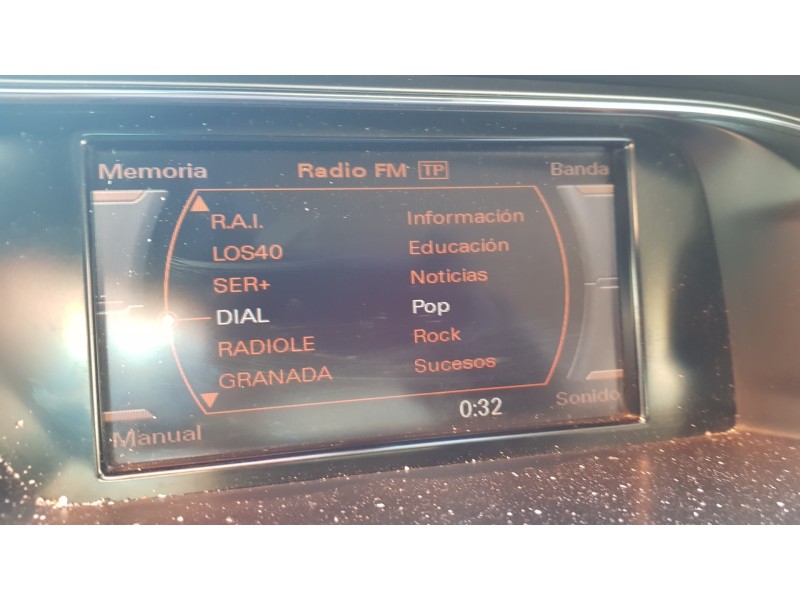 Memoria Radio FM TP Banda
R.A.I. Información
LOS40 Educación
SER+ Noticias
DIAL Pop
RADIOLE Rock
GRANADA Sucesos
0:32 Sonido
Manual